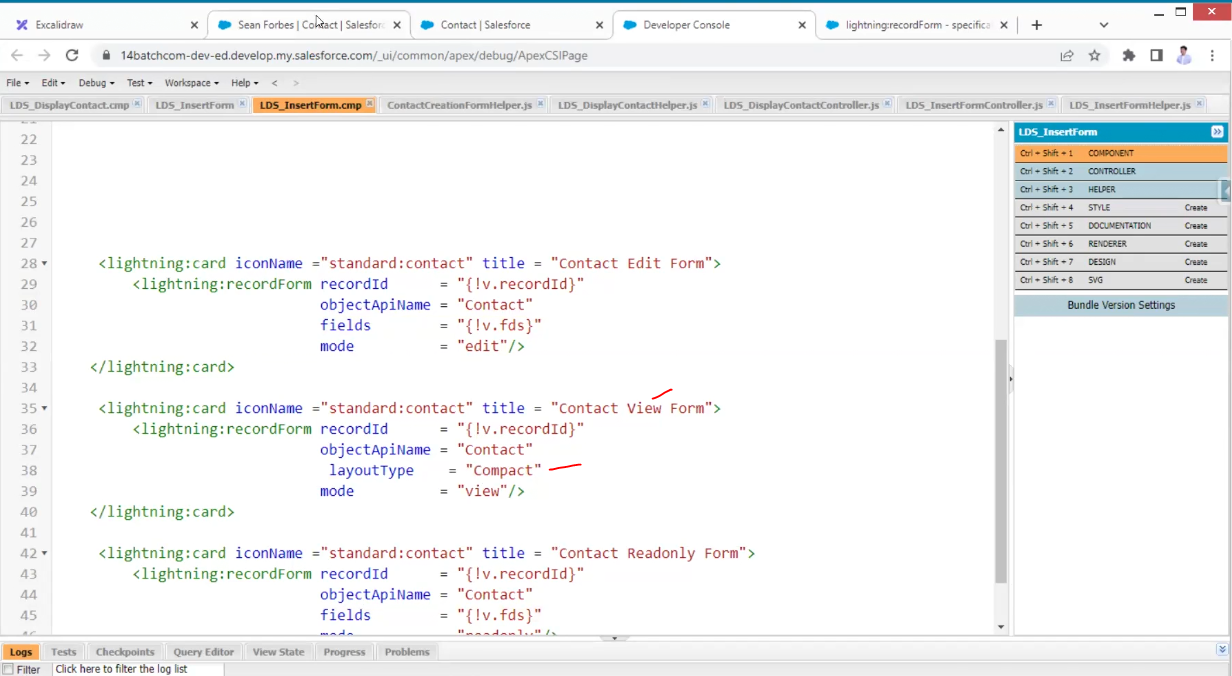 Excalidraw
Sean Forbes | Contact | Salesforc
Contact | Salesforce
Developer Console
lightning:recordForm - specificat
14batchcom-dev-ed.develop.my.salesforce.com/_ui/common/apex/debug/ApexCSIPage
File Edit Debug Test Workspace Help < >
LDS_DisplayContact.cmp LDS_InsertForm LDS_InsertForm.cmp ContactCreationFormHelper.js LDS_DisplayContactHelper.js LDS_DisplayContactController.js LDS_InsertFormController.js LDS_InsertFormHelper.js
22
23
24
25
26
27
28 <lightning:card iconName ="standard:contact" title = "Contact Edit Form">
29 <lightning:recordForm recordId = "{!v.recordId}"
30 objectApiName = "Contact"
31 fields = "{!v.fds}"
32 mode = "edit"/>
33 </lightning:card>
34
35 <lightning:card iconName ="standard:contact" title = "Contact View Form">
36 <lightning:recordForm recordId = "{!v.recordId}"
37 objectApiName = "Contact"
38 layoutType = "Compact"
39 mode = "view"/>
40 </lightning:card>
41
42 <lightning:card iconName ="standard:contact" title = "Contact Readonly Form">
43 <lightning:recordForm recordId = "{!v.recordId}"
44 objectApiName = "Contact"
45 fields = "{!v.fds}"
46 mode = "readonly"/>
LDS_InsertForm
Ctrl + Shift + 1 COMPONENT
Ctrl + Shift + 2 CONTROLLER
Ctrl + Shift + 3 HELPER
Ctrl + Shift + 4 STYLE Create
Ctrl + Shift + 5 DOCUMENTATION Create
Ctrl + Shift + 6 RENDERER Create
Ctrl + Shift + 7 DESIGN Create
Ctrl + Shift + 8 SVG Create
Bundle Version Settings
Logs Tests Checkpoints Query Editor View State Progress Problems
Filter Click here to filter the log list